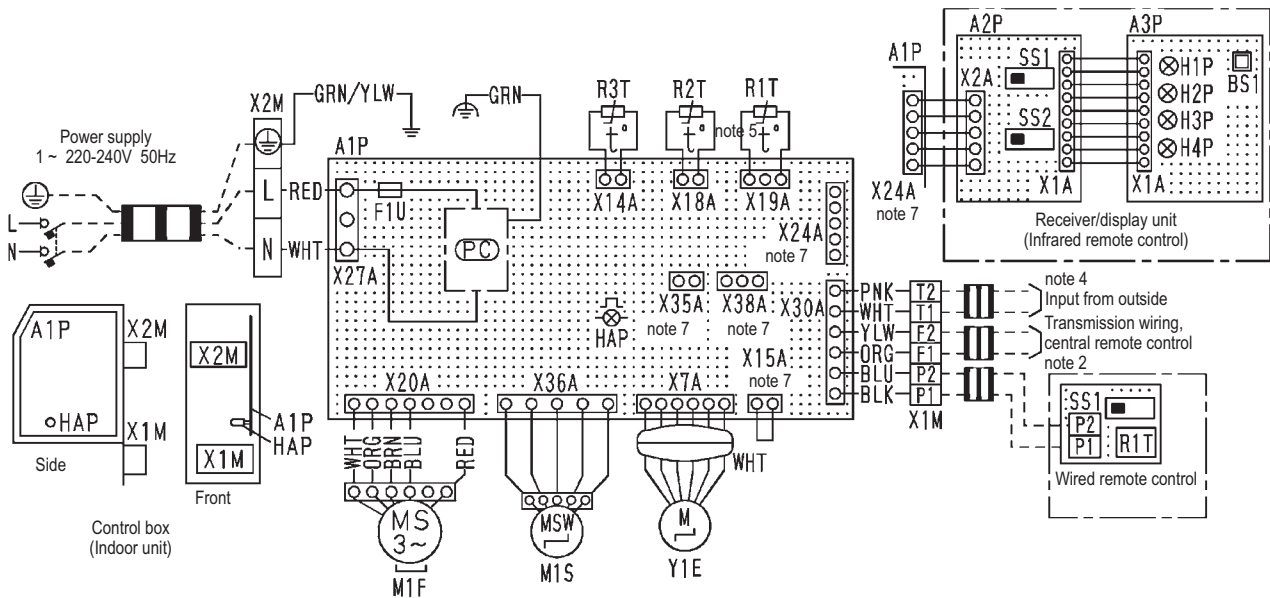 Power supply
1 ~ 220-240V 50Hz
L
N
X2M
L
N
GRN/YLW
GRN
RED
WHT
A1P
F1U
X27A
PC
R3T
t°
X14A
R2T
t°
X18A
note 5
R1T
t°
X19A
X24A
note 7
X35A
note 7
X38A
note 7
X30A
HAP
X15A
note 7
X20A
X36A
X7A
WHT
ORG
BRN
BLU
RED
MS
3~
M1F
MSW
M1S
M
Y1E
WHT
PNK
WHT
YLW
ORG
BLU
BLK
T2
T1
F2
F1
P2
P1
X1M
note 4
Input from outside
Transmission wiring,
central remote control
note 2
SS1
P2
P1
R1T
Wired remote control
A1P
X24A
note 7
A2P
X2A
SS1
SS2
X1A
A3P
X1A
H1P
H2P
H3P
H4P
BS1
Receiver/display unit
(Infrared remote control)
A1P
HAP
X2M
X1M
Side
X2M
X1M
A1P
HAP
Front
Control box
(Indoor unit)